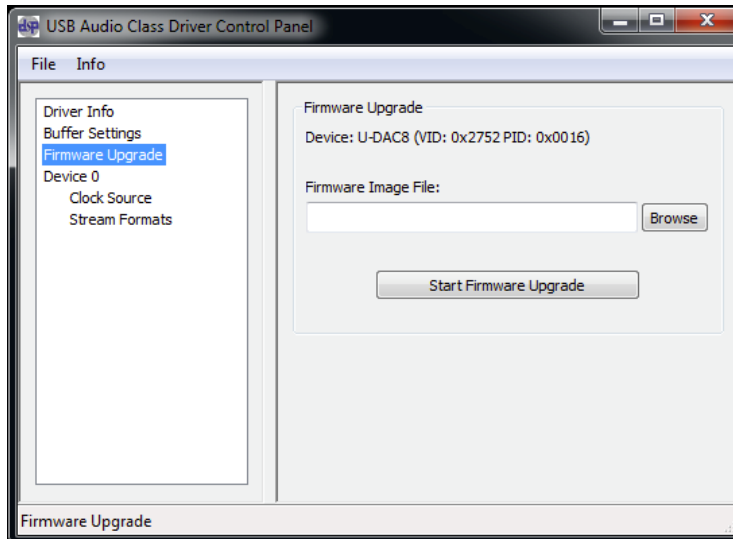 dsp USB Audio Class Driver Control Panel
File Info
Driver Info
Buffer Settings
Firmware Upgrade
Device 0
Clock Source
Stream Formats
Firmware Upgrade
Device: U-DAC8 (VID: 0x2752 PID: 0x0016)
Firmware Image File:
Browse
Start Firmware Upgrade
Firmware Upgrade